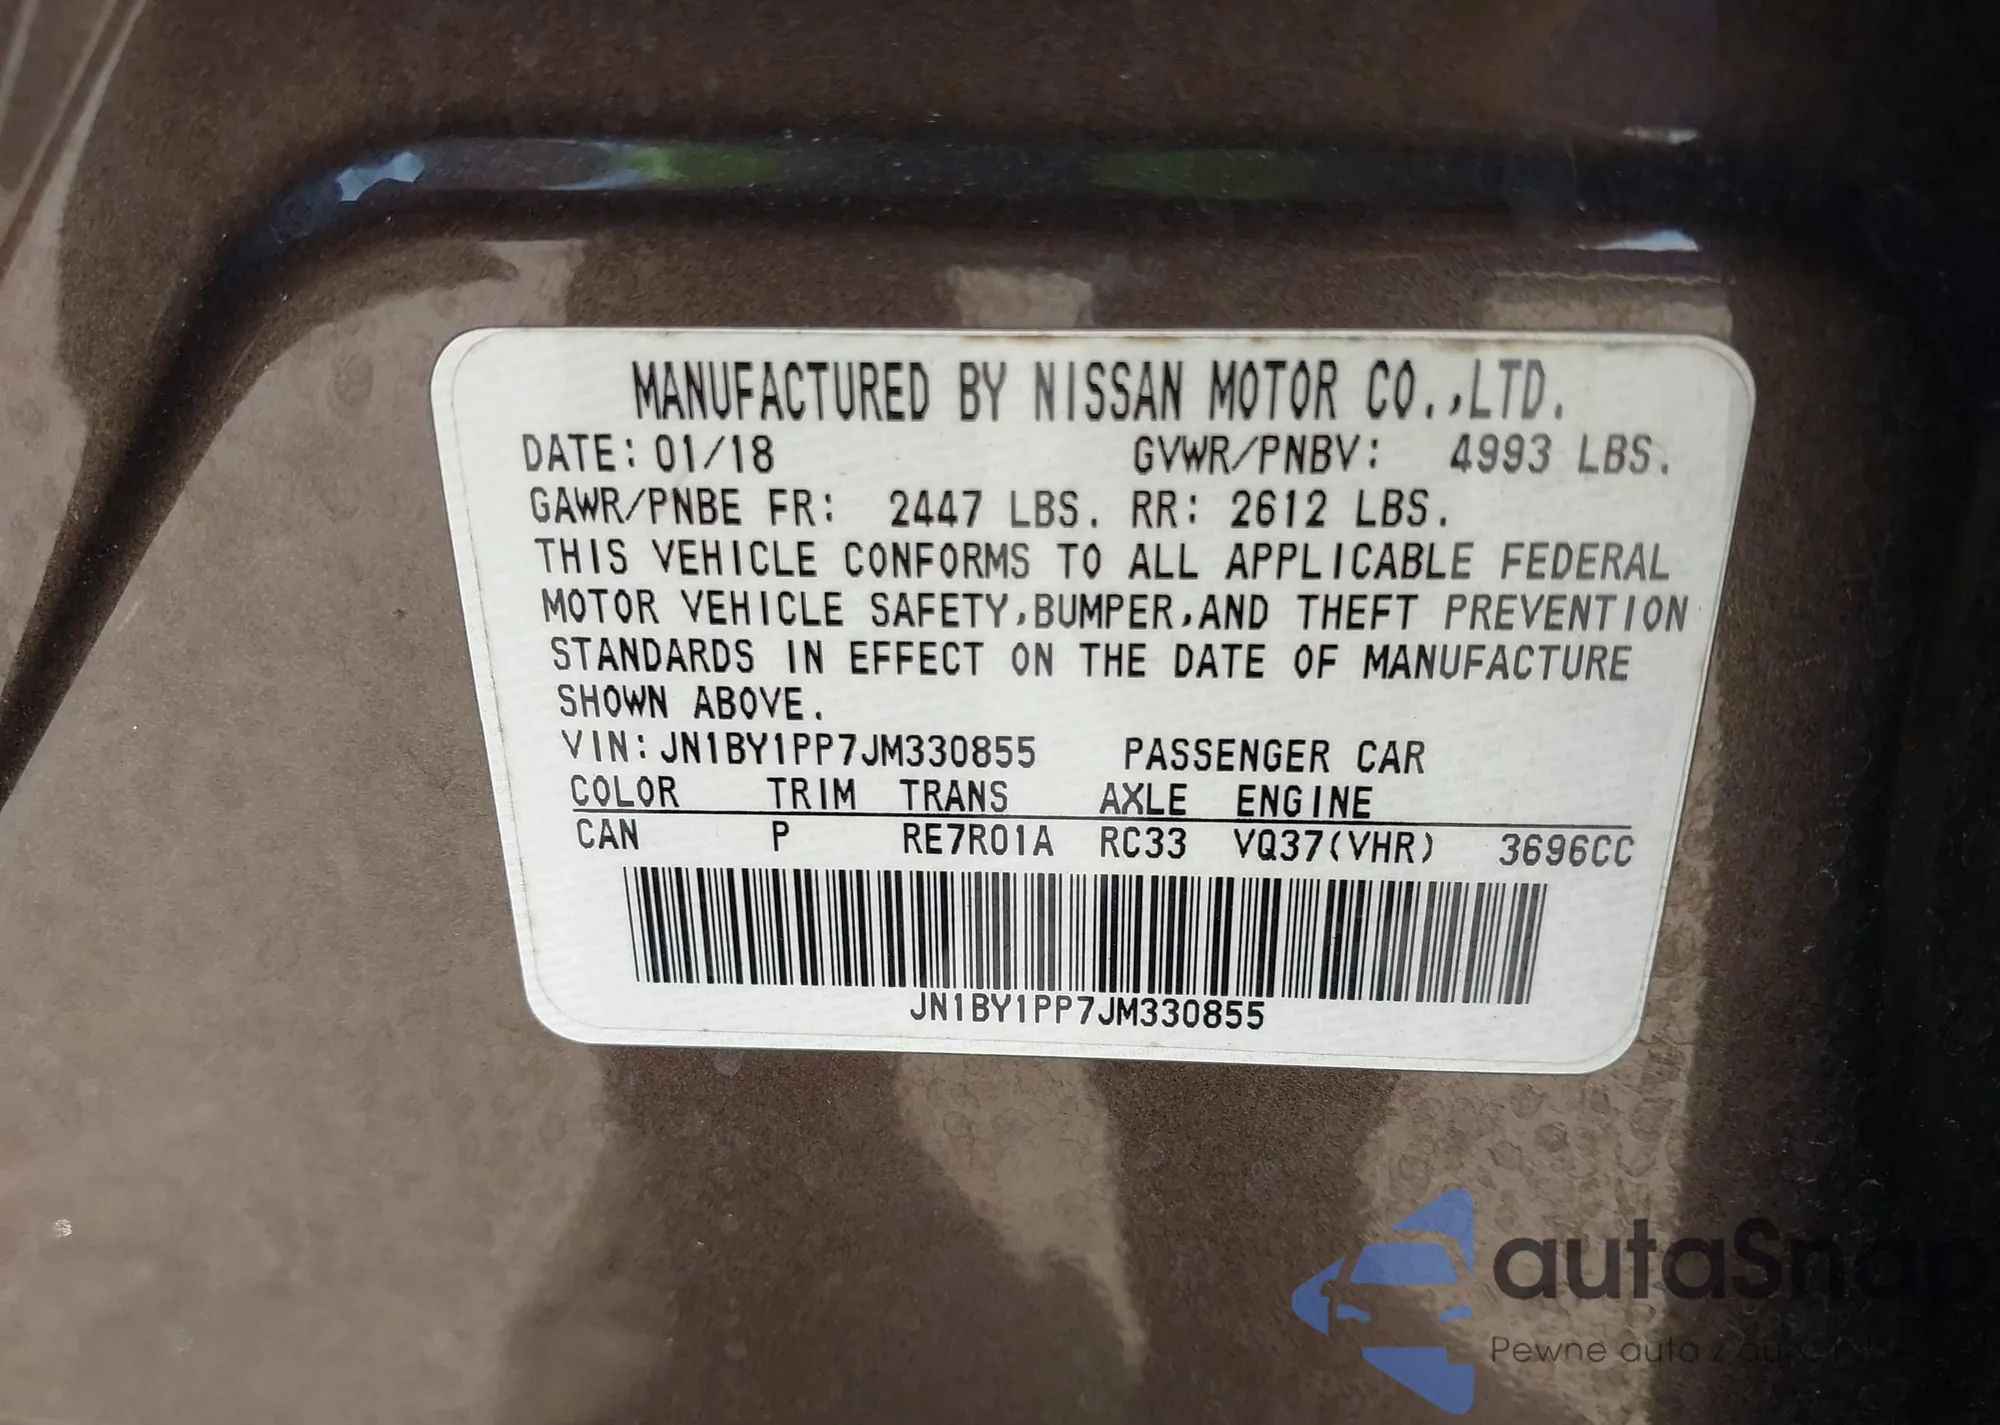 MANUFACTURED BY NISSAN MOTOR CO.,LTD.
DATE: 01/18 GVWR/PNBV: 4993 LBS.
GAWR/PNBE FR: 2447 LBS. RR: 2612 LBS.
THIS VEHICLE CONFORMS TO ALL APPLICABLE FEDERAL
MOTOR VEHICLE SAFETY,BUMPER,AND THEFT PREVENTION
STANDARDS IN EFFECT ON THE DATE OF MANUFACTURE
SHOWN ABOVE.
VIN: JN1BY1PP7JM330855 PASSENGER CAR
COLOR TRIM TRANS AXLE ENGINE
CAN P RE7R01A RC33 VQ37(VHR) 3696CC
JN1BY1PP7JM330855
autaSnap
Pewne auta z